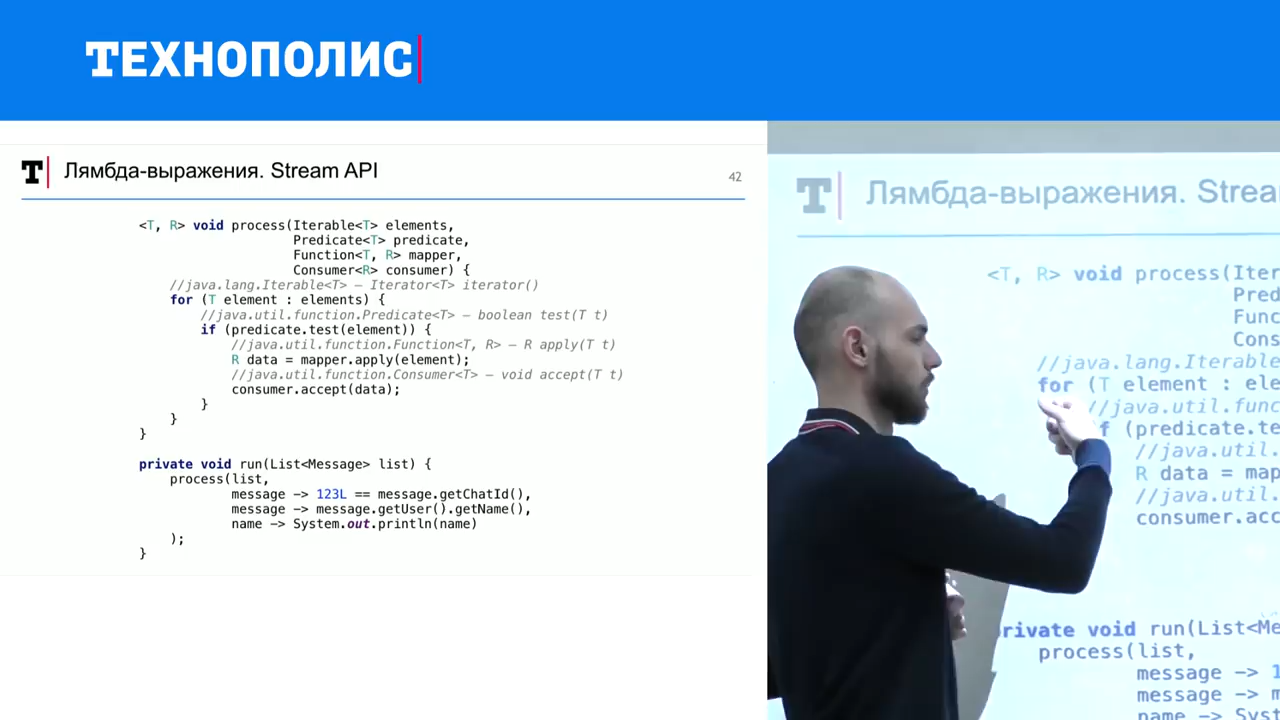 ТЕХНОПОЛИС
T
Лямбда-выражения. Stream API
42
<T, R> void process(Iterable<T> elements,
Predicate<T> predicate,
Function<T, R> mapper,
Consumer<R> consumer) {
//java.lang.Iterable<T> – Iterator<T> iterator()
for (T element : elements) {
//java.util.function.Predicate<T> – boolean test(T t)
if (predicate.test(element)) {
//java.util.function.Function<T, R> – R apply(T t)
R data = mapper.apply(element);
//java.util.function.Consumer<T> – void accept(T t)
consumer.accept(data);
}
}
}
private void run(List<Message> list) {
process(list,
message -> 123L == message.getChatId(),
message -> message.getUser().getName(),
name -> System.out.println(name)
);
}
T
Лямбда-выражения. Strea
<T, R> void process(Iter
Pred
Func
Cons
//java.lang.Iterable
for (T element : ele
//java.util.func
f (predicate.te
//java.util.
R data = map
//java.util.
consumer.acc
rivate void run(List<Me
process(list,
message -> 1
message -> m
name -> Syst